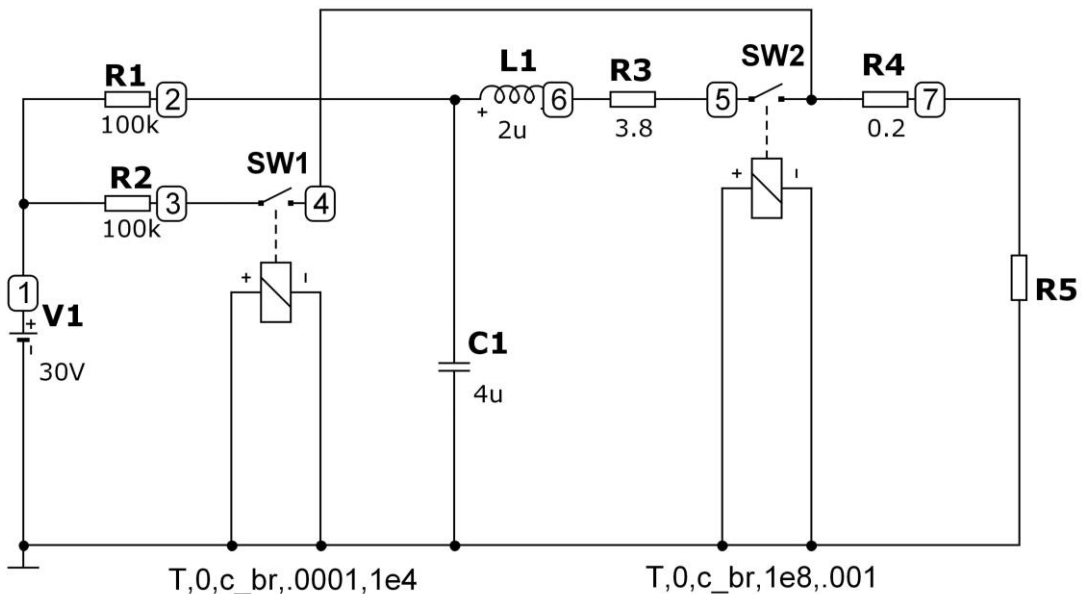 R1
2
100k
R2
3
100k
SW1
4
1
V1
30V
C1
4u
L1
6
2u
R3
3.8
5
SW2
R4
7
0.2
R5
T,0,c_br,.0001,1e4
T,0,c_br,1e8,.001